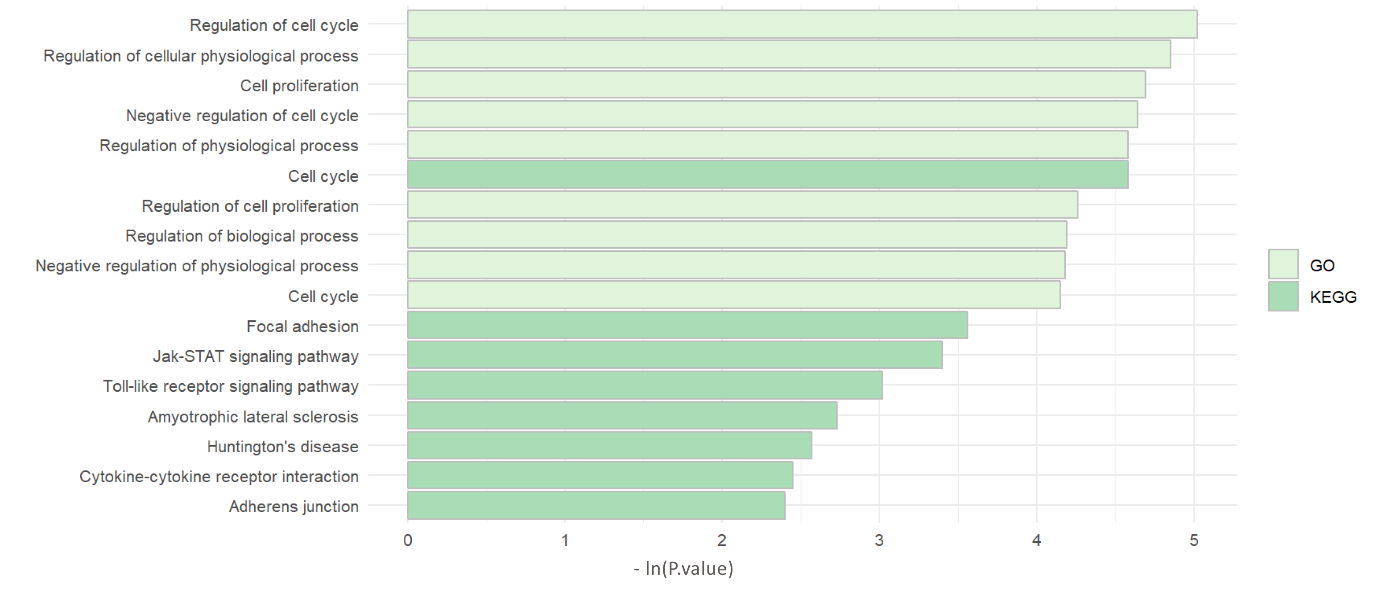 Regulation of cell cycle
Regulation of cellular physiological process
Cell proliferation
Negative regulation of cell cycle
Regulation of physiological process
Cell cycle
Regulation of cell proliferation
Regulation of biological process
Negative regulation of physiological process
Cell cycle
Focal adhesion
Jak-STAT signaling pathway
Toll-like receptor signaling pathway
Amyotrophic lateral sclerosis
Huntington's disease
Cytokine-cytokine receptor interaction
Adherens junction
0 1 2 3 4 5
- ln(P.value)
GO
KEGG